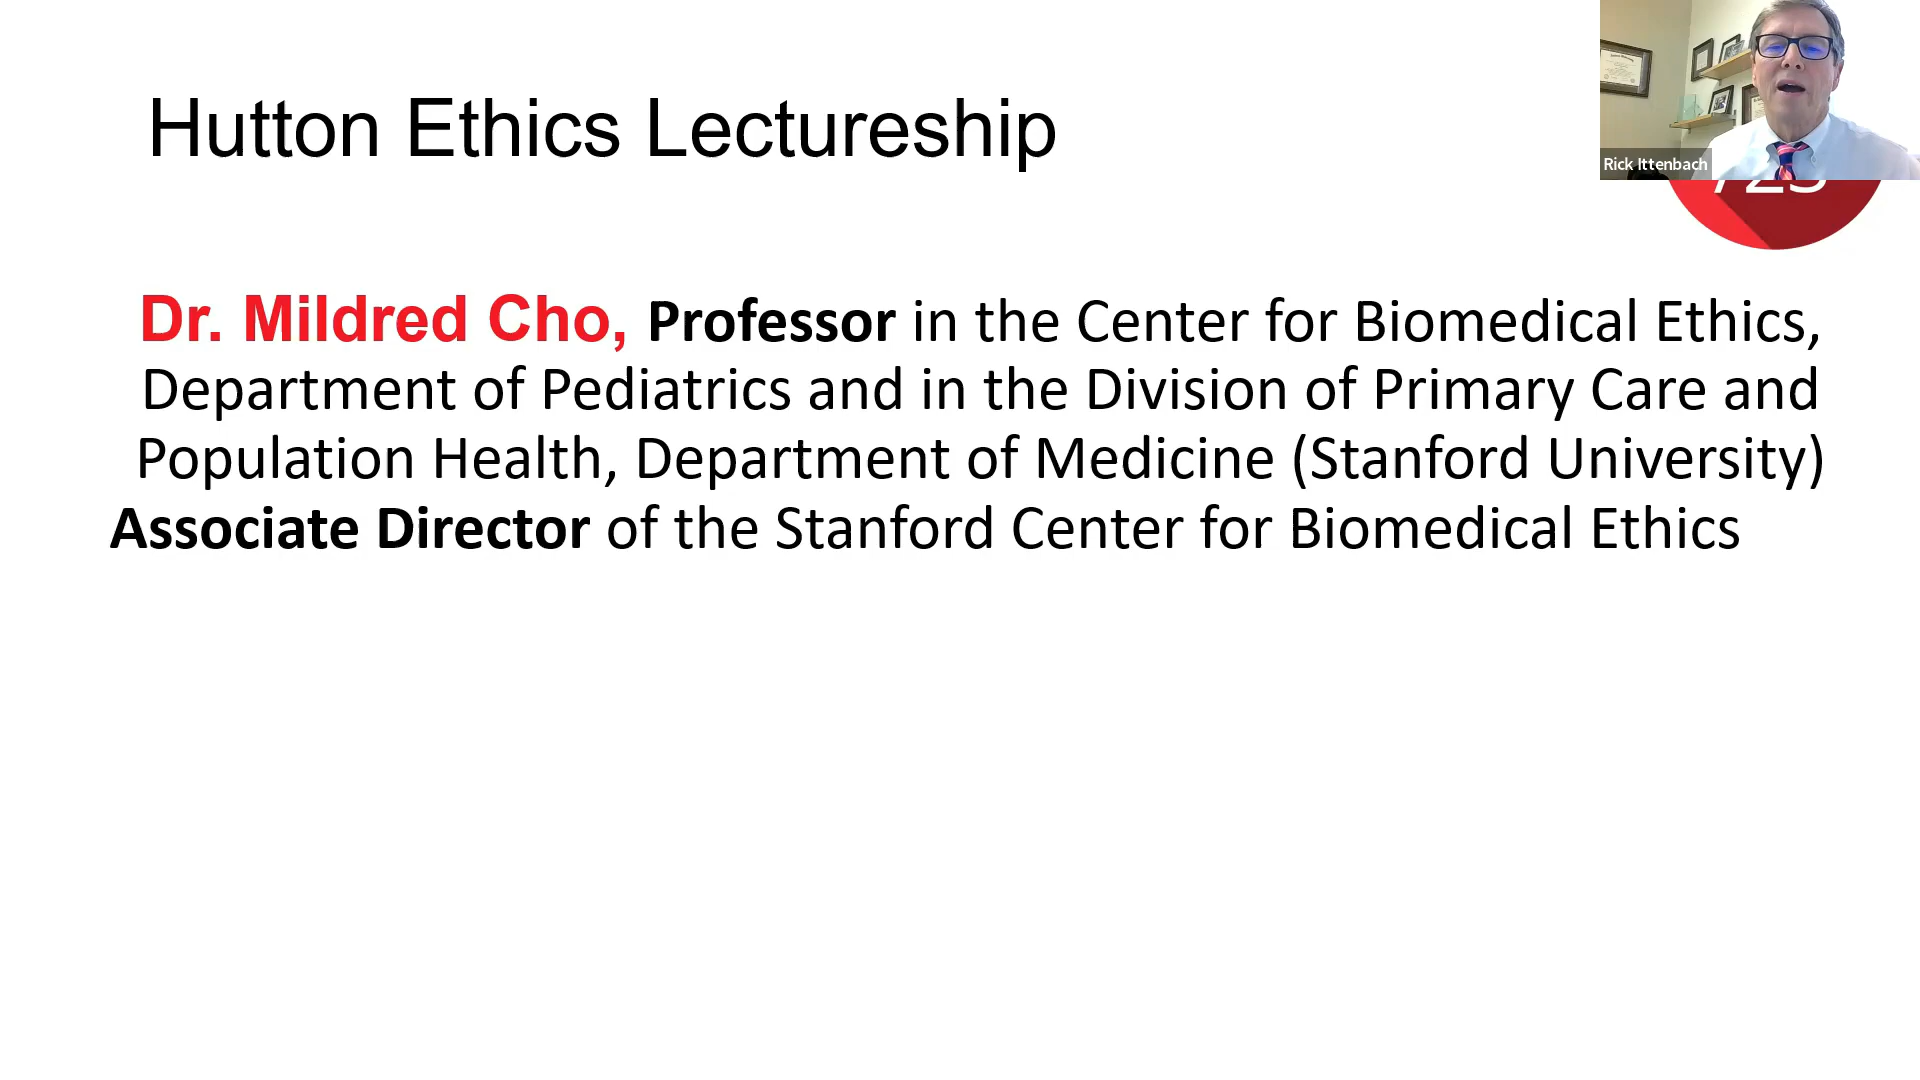 Hutton Ethics Lectureship
Rick Ittenbach
Dr. Mildred Cho, Professor in the Center for Biomedical Ethics,
Department of Pediatrics and in the Division of Primary Care and
Population Health, Department of Medicine (Stanford University)
Associate Director of the Stanford Center for Biomedical Ethics